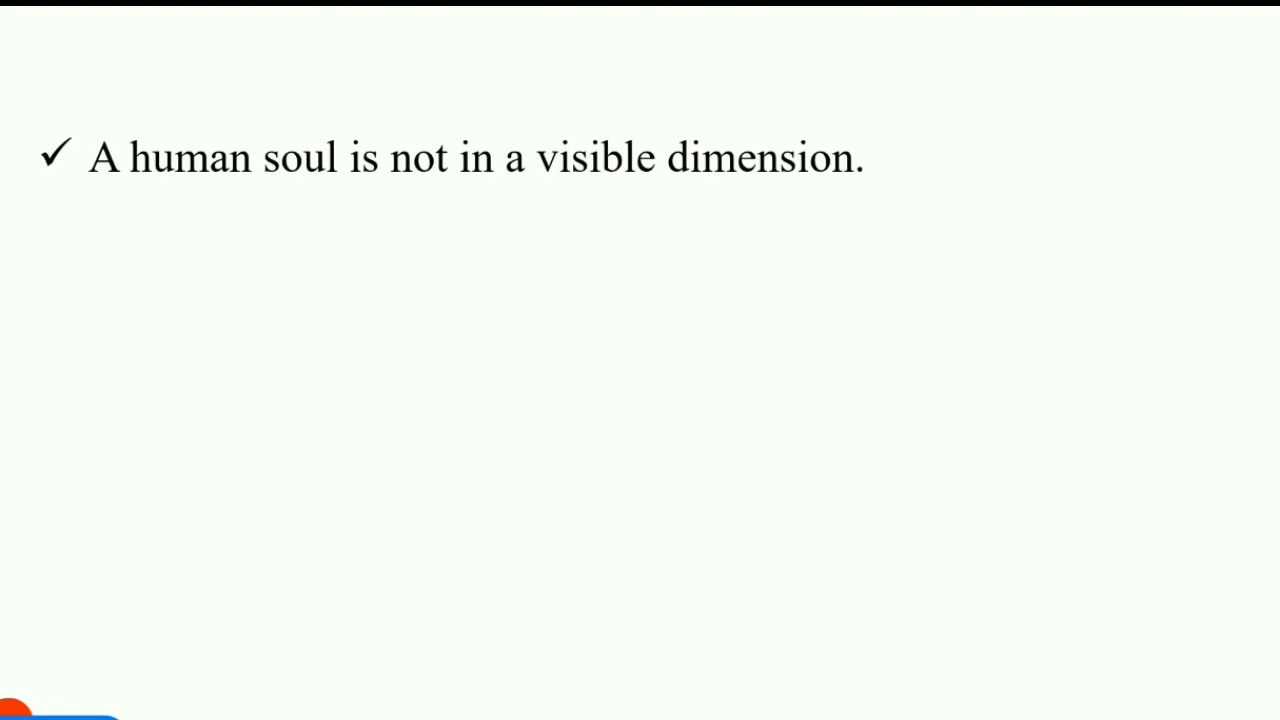 ✓ A human soul is not in a visible dimension.